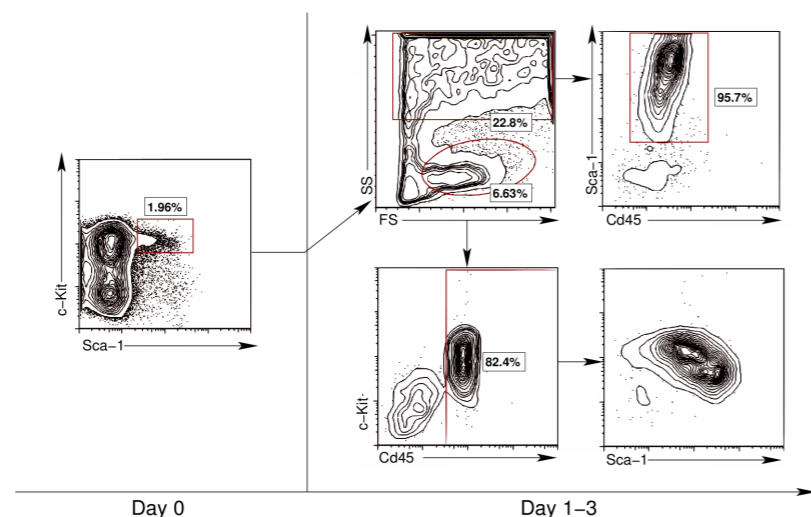 c-Kit
1.96%
Sca-1
SS
22.8%
6.63%
FS
Sca-1
95.7%
Cd45
c-Kit
82.4%
Cd45
Sca-1
Day 0
Day 1-3